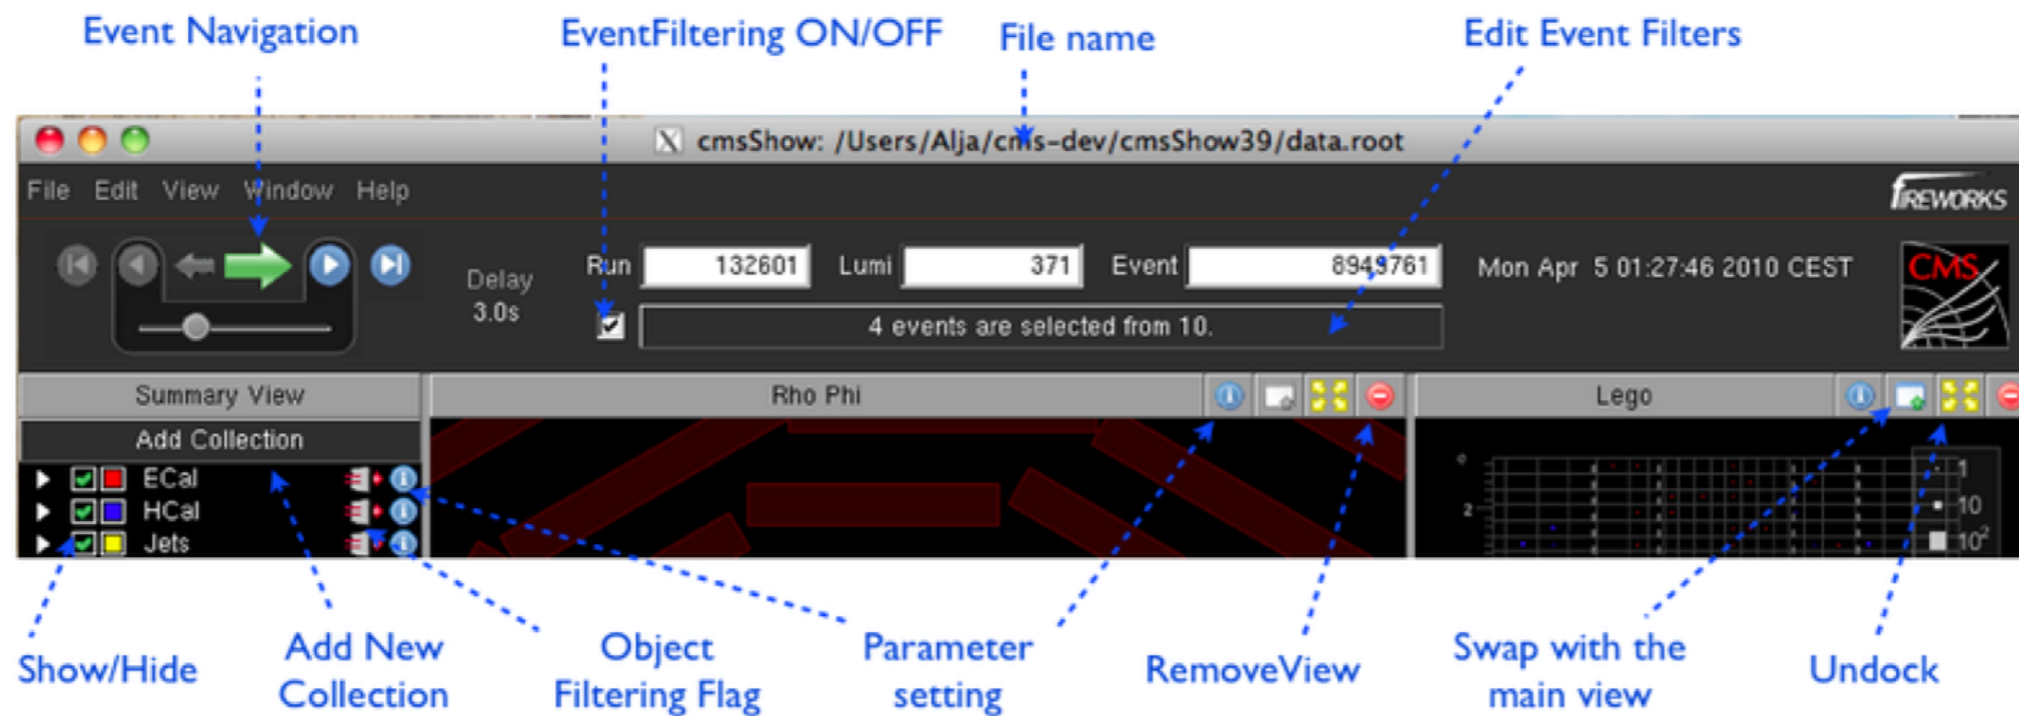 Event Navigation EventFiltering ON/OFF File name Edit Event Filters
cmsShow: /Users/Alja/cms-dev/cmsShow39/data.root
File Edit View Window Help
FIREWORKS
Run 132601 Lumi 371 Event 8949761 Mon Apr 5 01:27:46 2010 CEST
CMS
Delay
3.0s
4 events are selected from 10.
Summary View Rho Phi Lego
Add Collection
ECal
HCal
Jets
0
2
1
10
10²
Show/Hide
Add New
Collection
Object
Filtering Flag
Parameter
setting
RemoveView
Swap with the
main view
Undock